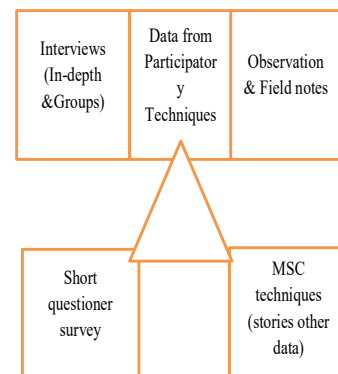 Interviews
(In-depth
&Groups)
Data from
Participator
y
Techniques
Observation
& Field notes
Short
questioner
survey
MSC
techniques
(stories other
data)